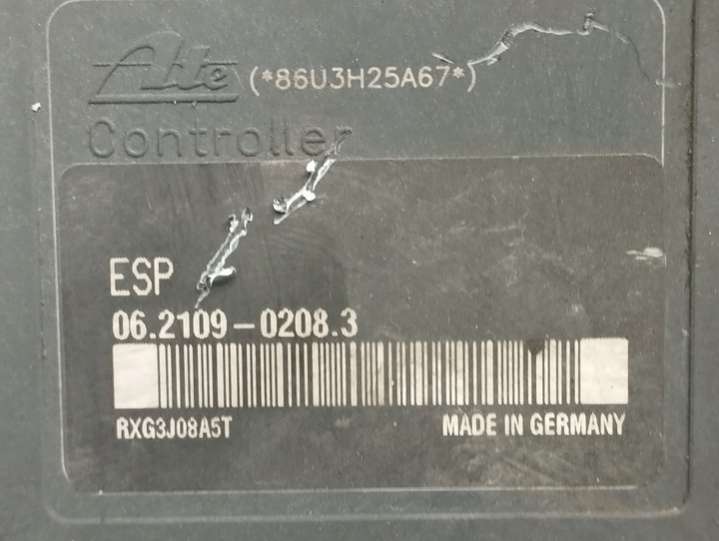 Ate (*86U3H25A67*)
Controller
ESP
06.2109-0208.3
RXG3J08A5T MADE IN GERMANY